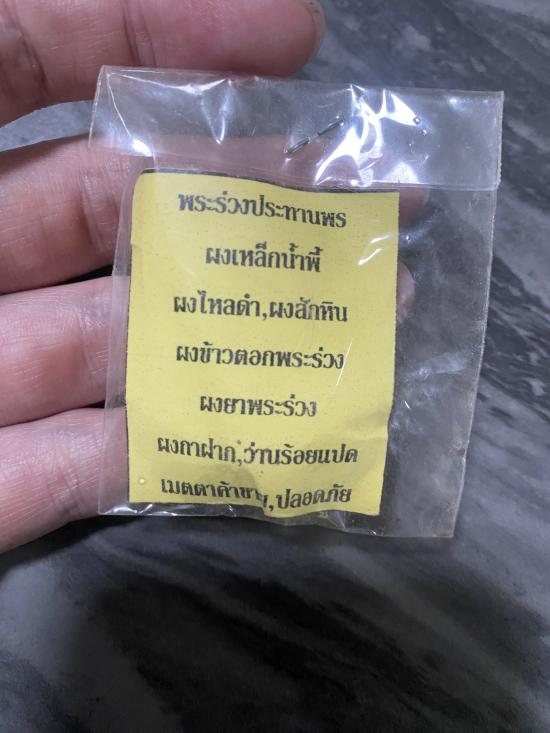 พระร่วงประทานพร
ผงเหล็กน้ำพี้
ผงไหลดำ,ผงสักหิน
ผงข้าวตอกพระร่วง
ผงยาพระร่วง
ผงกาฝาก,ว่านร้อยแปด
เมตตาค้าขาย,ปลอดภัย